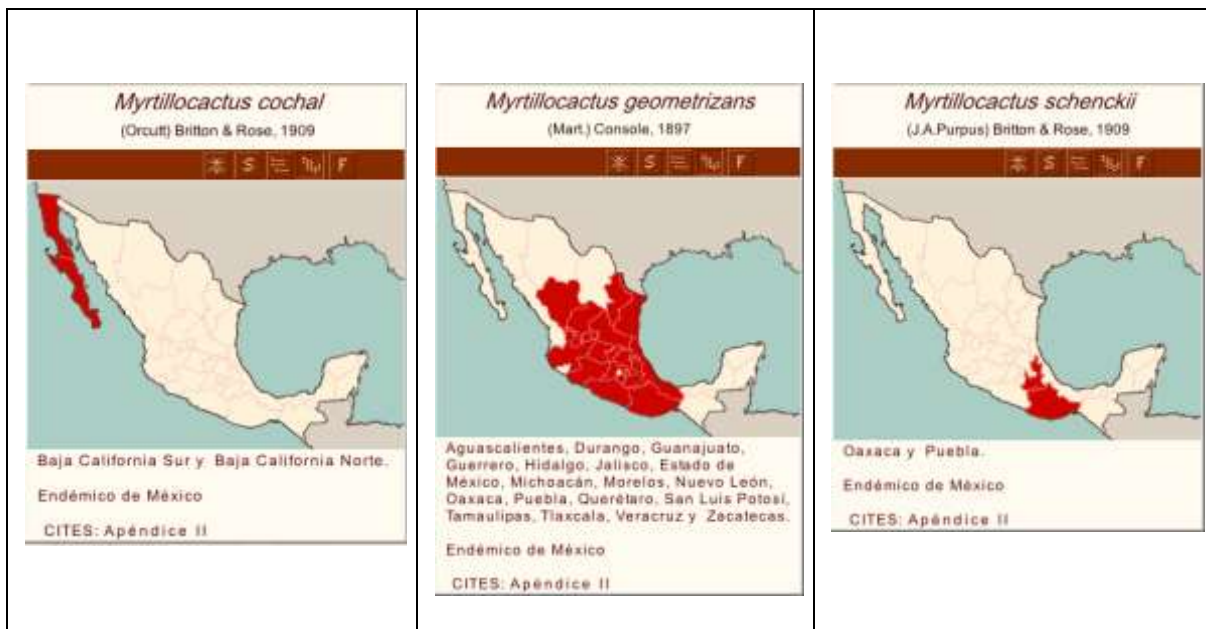 Myrtillocactus cochal
(Orcutt) Britton & Rose, 1909
S
F
Baja California Sur y Baja California Norte.
Endémico de México
CITES: Apéndice II
Myrtillocactus geometrizans
(Mart.) Console, 1897
S
F
Aguascalientes, Durango, Guanajuato,
Guerrero, Hidalgo, Jalisco, Estado de
México, Michoacán, Morelos, Nuevo León,
Oaxaca, Puebla, Querétaro, San Luis Potosí,
Tamaulipas, Tlaxcala, Veracruz y Zacatecas.
Endémico de México
CITES: Apéndice II
Myrtillocactus schenckii
(J.A.Purpus) Britton & Rose, 1909
S
F
Oaxaca y Puebla.
Endémico de México
CITES: Apéndice II